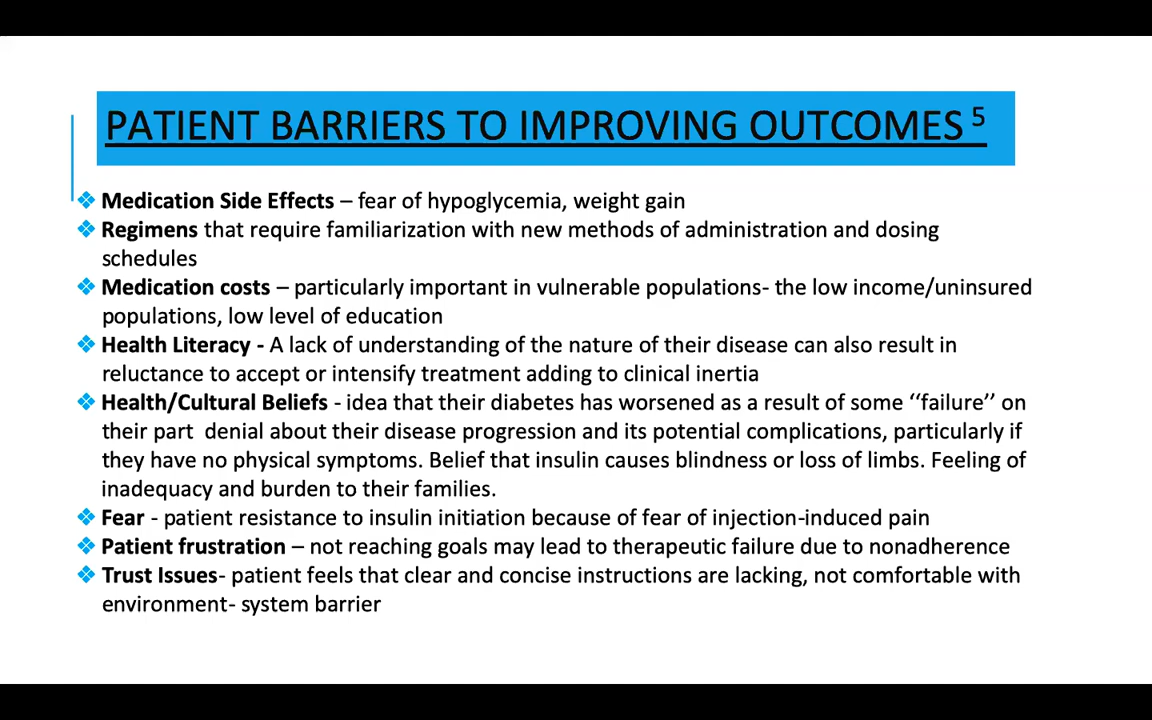 PATIENT BARRIERS TO IMPROVING OUTCOMES 5
❖ Medication Side Effects – fear of hypoglycemia, weight gain
❖ Regimens that require familiarization with new methods of administration and dosing
schedules
❖ Medication costs – particularly important in vulnerable populations- the low income/uninsured
populations, low level of education
❖ Health Literacy - A lack of understanding of the nature of their disease can also result in
reluctance to accept or intensify treatment adding to clinical inertia
❖ Health/Cultural Beliefs - idea that their diabetes has worsened as a result of some ‘‘failure’’ on
their part  denial about their disease progression and its potential complications, particularly if
they have no physical symptoms. Belief that insulin causes blindness or loss of limbs. Feeling of
inadequacy and burden to their families.
❖ Fear - patient resistance to insulin initiation because of fear of injection-induced pain
❖ Patient frustration – not reaching goals may lead to therapeutic failure due to nonadherence
❖ Trust Issues- patient feels that clear and concise instructions are lacking, not comfortable with
environment- system barrier